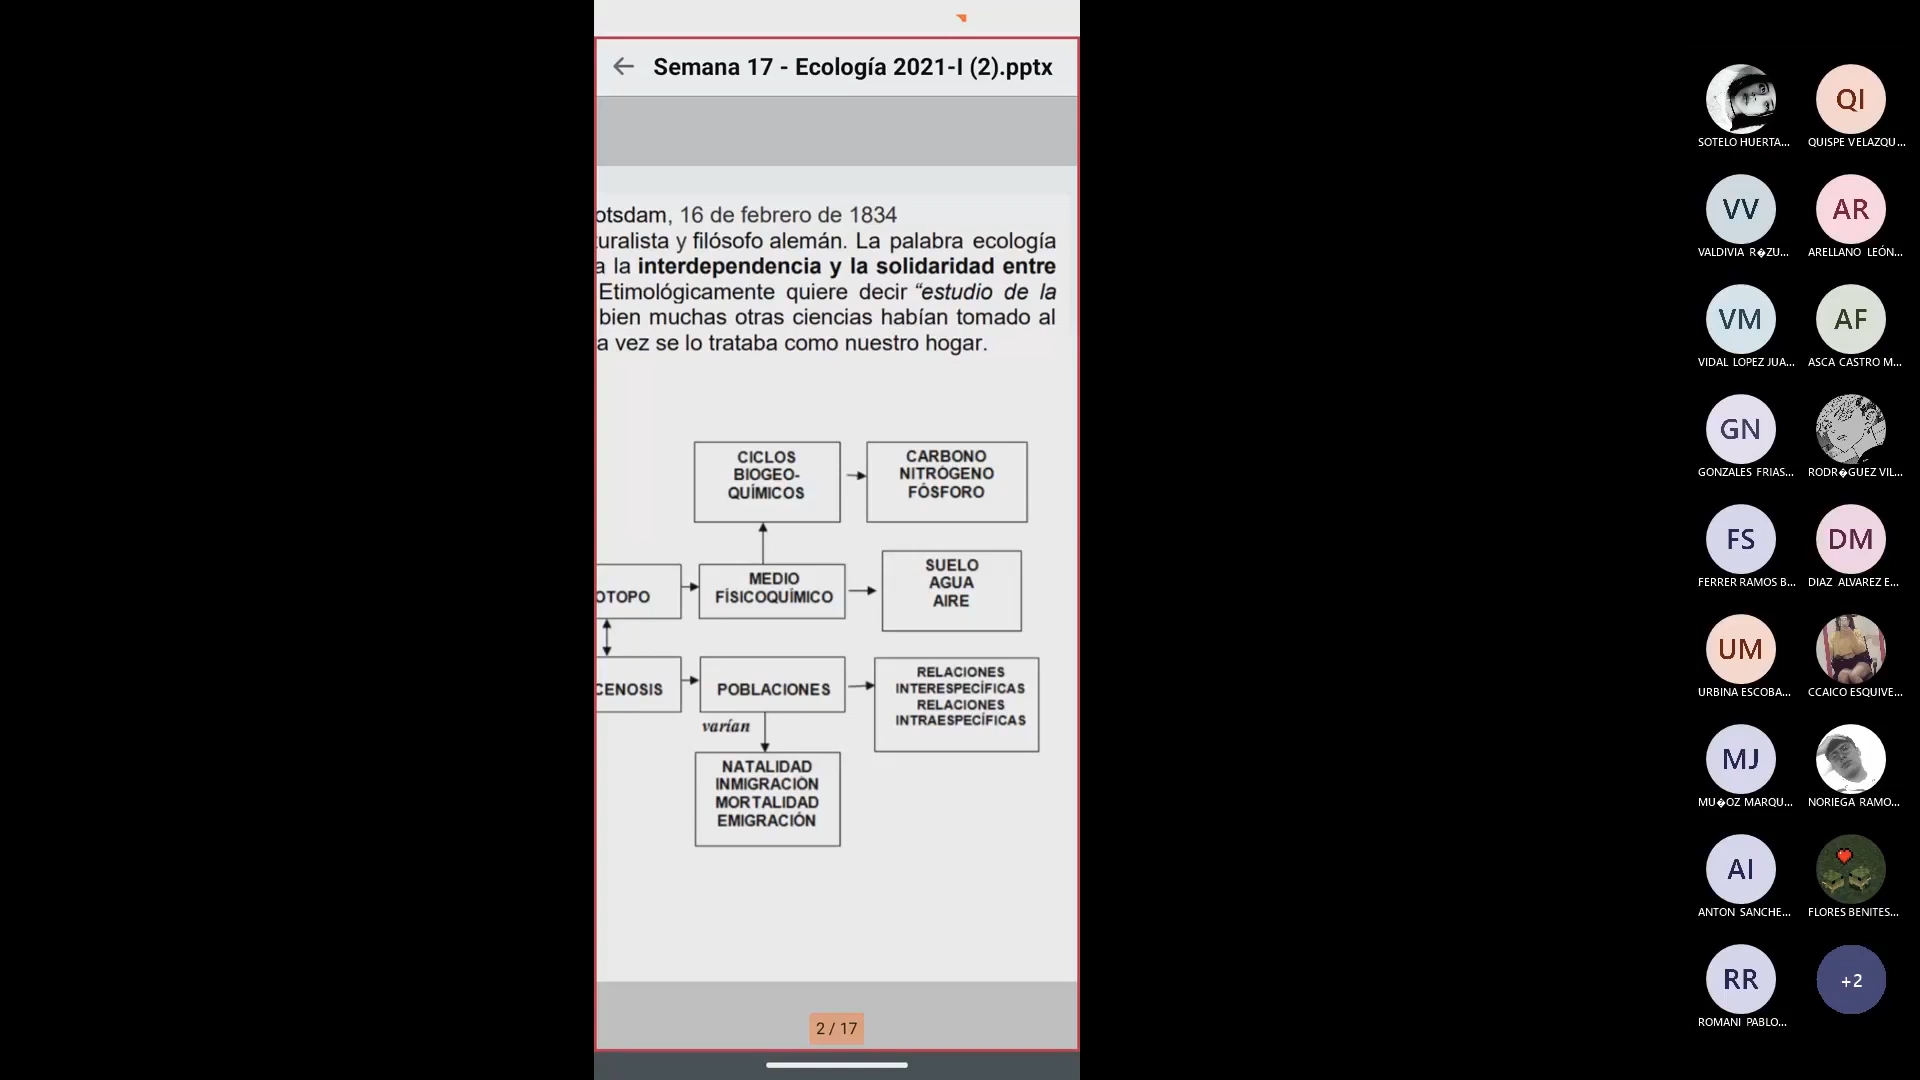 Semana 17 - Ecología 2021-I (2).pptx
otsdam, 16 de febrero de 1834
uralista y filósofo alemán. La palabra ecología
a la interdependencia y la solidaridad entre
Etimológicamente quiere decir “estudio de la
bien muchas otras ciencias habían tomado al
a vez se lo trataba como nuestro hogar.
CICLOS
BIOGEO-
QUÍMICOS
CARBONO
NITRÓGENO
FÓSFORO
OTOPO
MEDIO
FÍSICOQUÍMICO
SUELO
AGUA
AIRE
CENOSIS
POBLACIONES
RELACIONES
INTERESPECÍFICAS
RELACIONES
INTRAESPECÍFICAS
varían
NATALIDAD
INMIGRACIÓN
MORTALIDAD
EMIGRACIÓN
2 / 17
SOTELO HUERTA...
QI
QUISPE VELAZQU...
VV
VALDIVIA R�ZU...
AR
ARELLANO LEÓN...
VM
VIDAL LOPEZ JUA...
AF
ASCA CASTRO M...
GN
GONZALES FRIAS...
RODR�GUEZ VIL...
FS
FERRER RAMOS B...
DM
DIAZ ALVAREZ E...
UM
URBINA ESCOBA...
CCAICO ESQUIVE...
MJ
MU�OZ MARQU...
NORIEGA RAMO...
AI
ANTON SANCHE...
FLORES BENITES...
RR
ROMANI PABLO...
+2